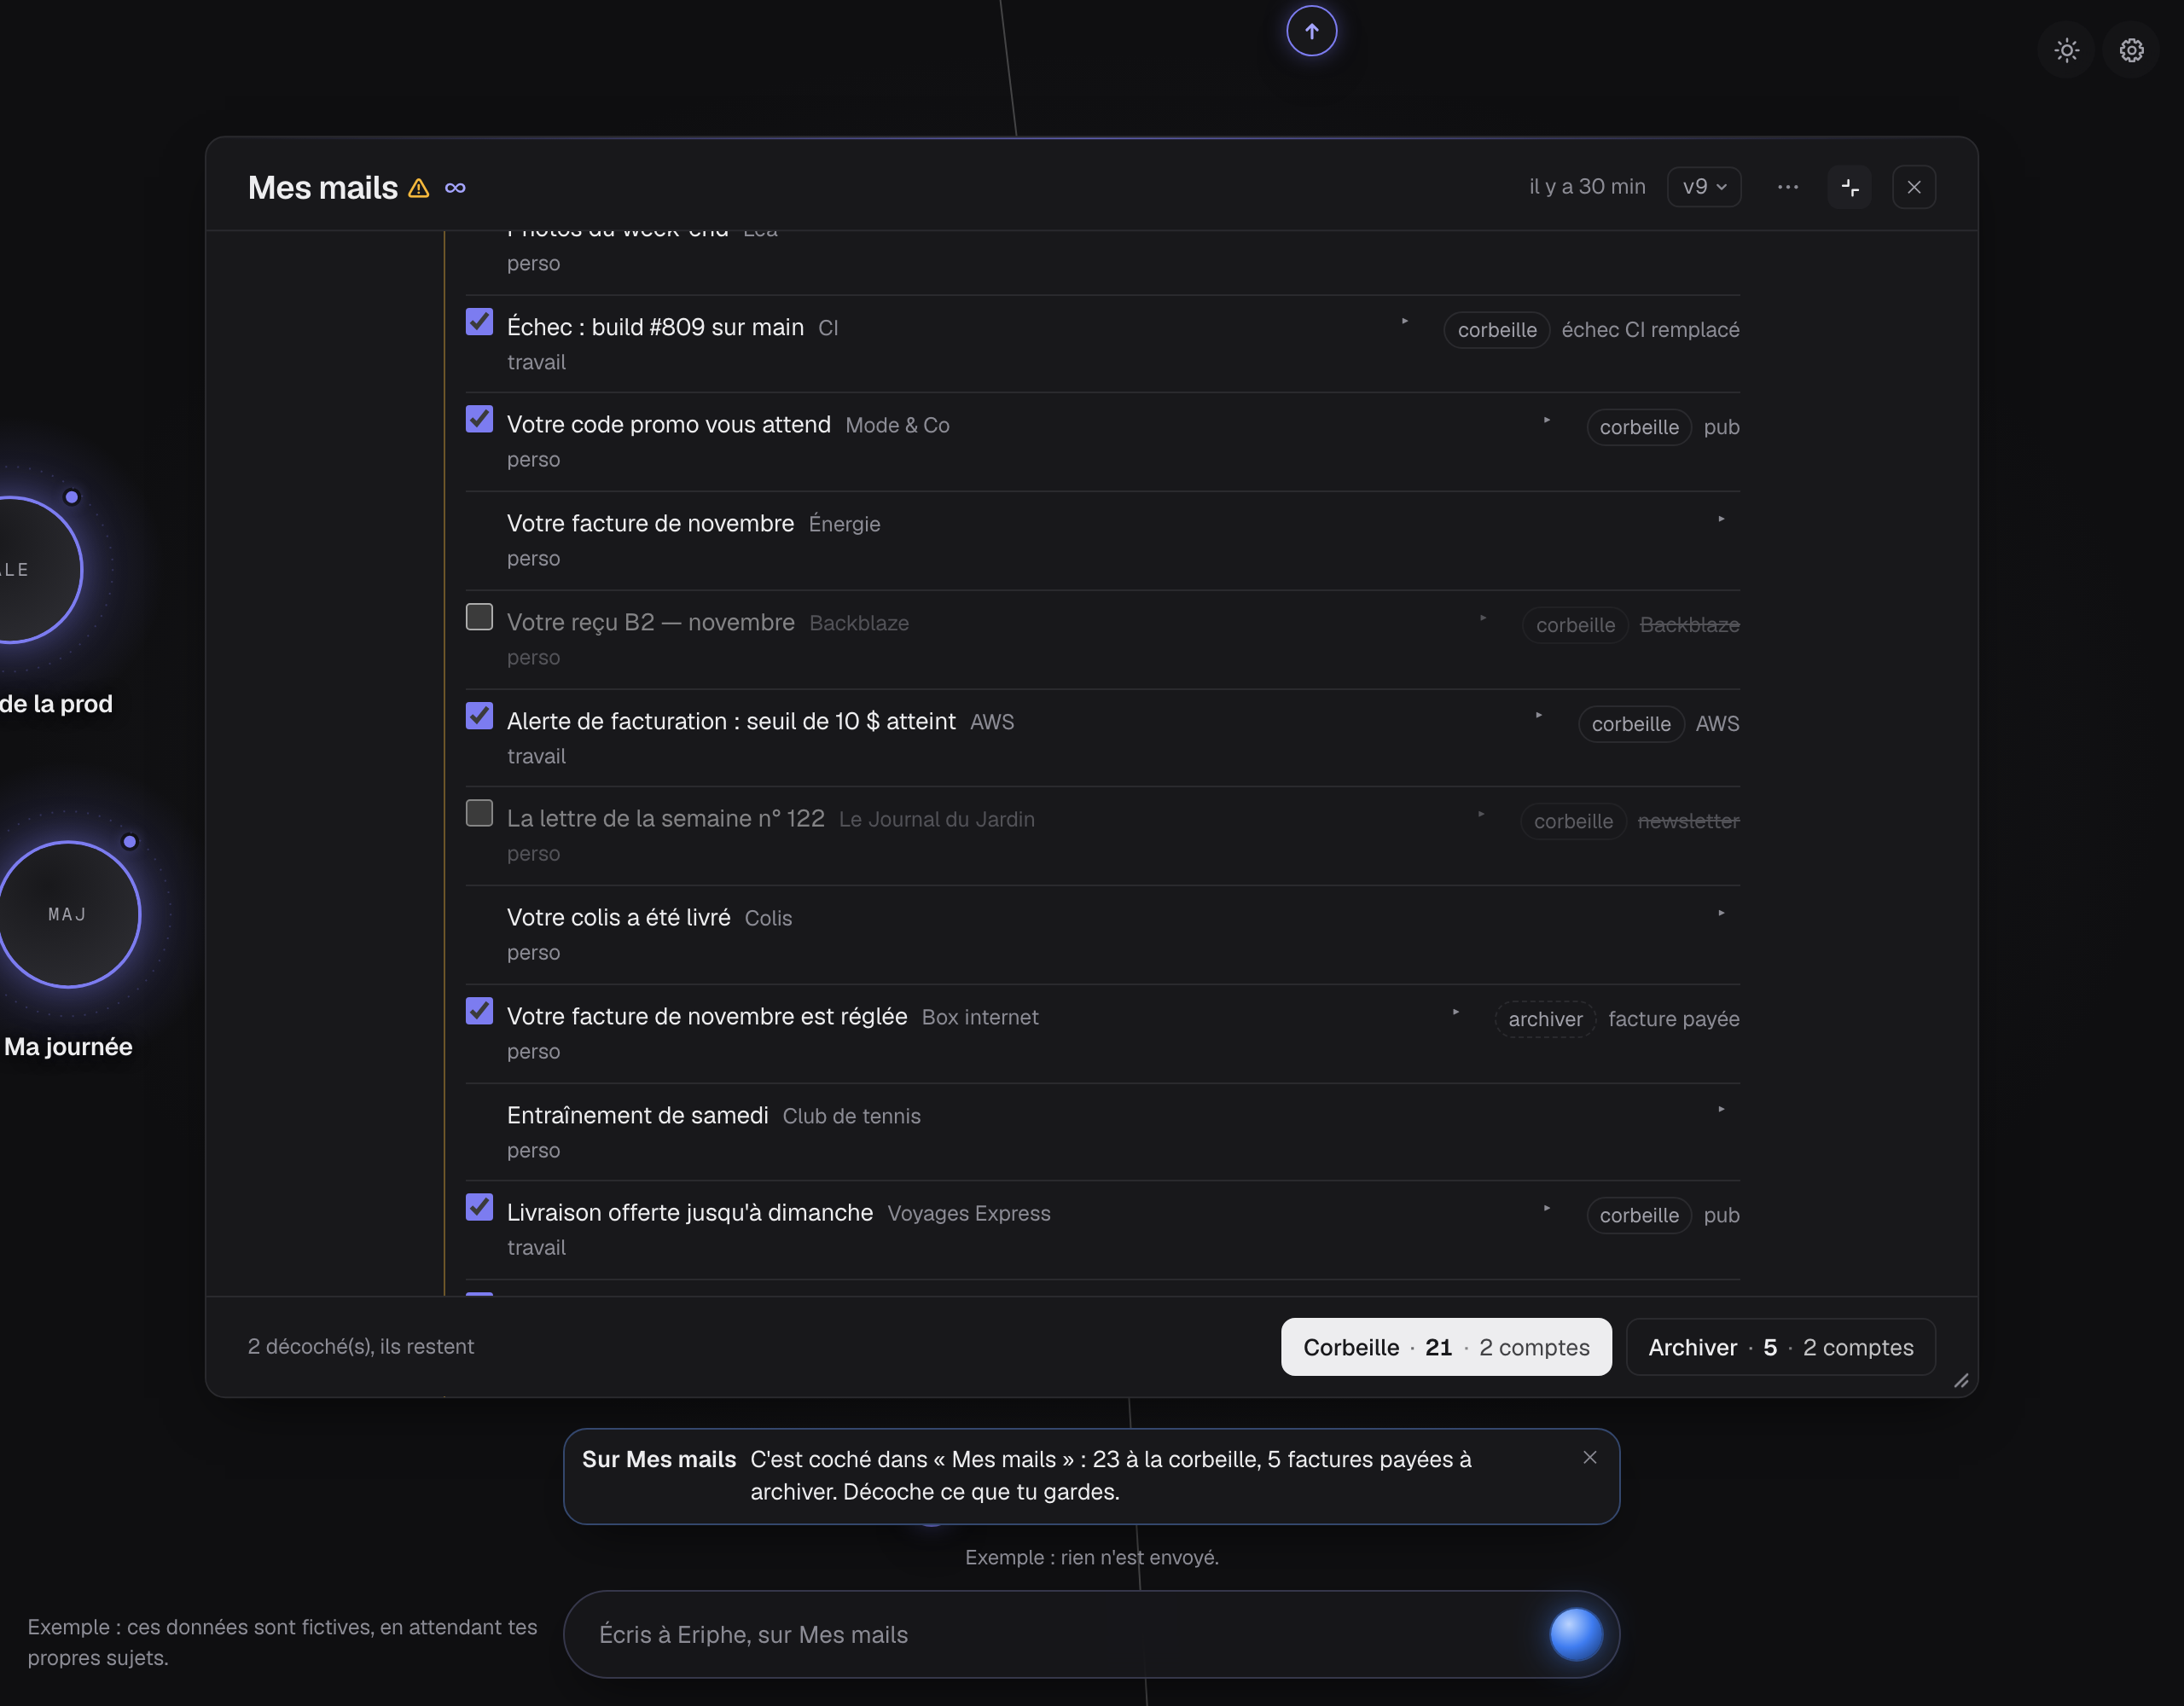 Mes mails
il y a 30 min
v9
Photos du week-end Léa
perso
Échec : build #809 sur main CI
corbeille échec CI remplacé
travail
Votre code promo vous attend Mode & Co
corbeille pub
perso
Votre facture de novembre Énergie
perso
Votre reçu B2 — novembre Backblaze
corbeille Backblaze
perso
Alerte de facturation : seuil de 10 $ atteint AWS
corbeille AWS
travail
La lettre de la semaine n° 122 Le Journal du Jardin
corbeille newsletter
perso
Votre colis a été livré Colis
perso
Votre facture de novembre est réglée Box internet
archiver facture payée
perso
Entraînement de samedi Club de tennis
perso
Livraison offerte jusqu'à dimanche Voyages Express
corbeille pub
travail
2 décoché(s), ils restent
Corbeille · 21 · 2 comptes
Archiver · 5 · 2 comptes
de la prod
MAJ
Ma journée
Sur Mes mails C'est coché dans « Mes mails » : 23 à la corbeille, 5 factures payées à
archiver. Décoche ce que tu gardes.
Exemple : rien n'est envoyé.
Écris à Eriphe, sur Mes mails
Exemple : ces données sont fictives, en attendant tes
propres sujets.